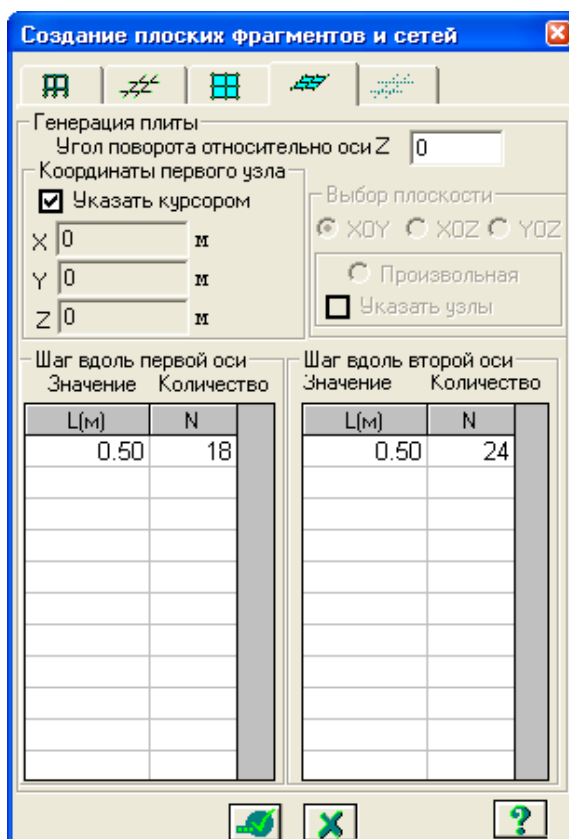 Создание плоских фрагментов и сетей
Генерация плиты
Угол поворота относительно оси Z 0
Координаты первого узла
Указать курсором
X 0 м
Y 0 м
Z 0 м
Выбор плоскости
XOY XOZ YOZ
Произвольная
Указать узлы
Шаг вдоль первой оси
Значение Количество
L(м) N
0.50 18
Шаг вдоль второй оси
Значение Количество
L(м) N
0.50 24
?